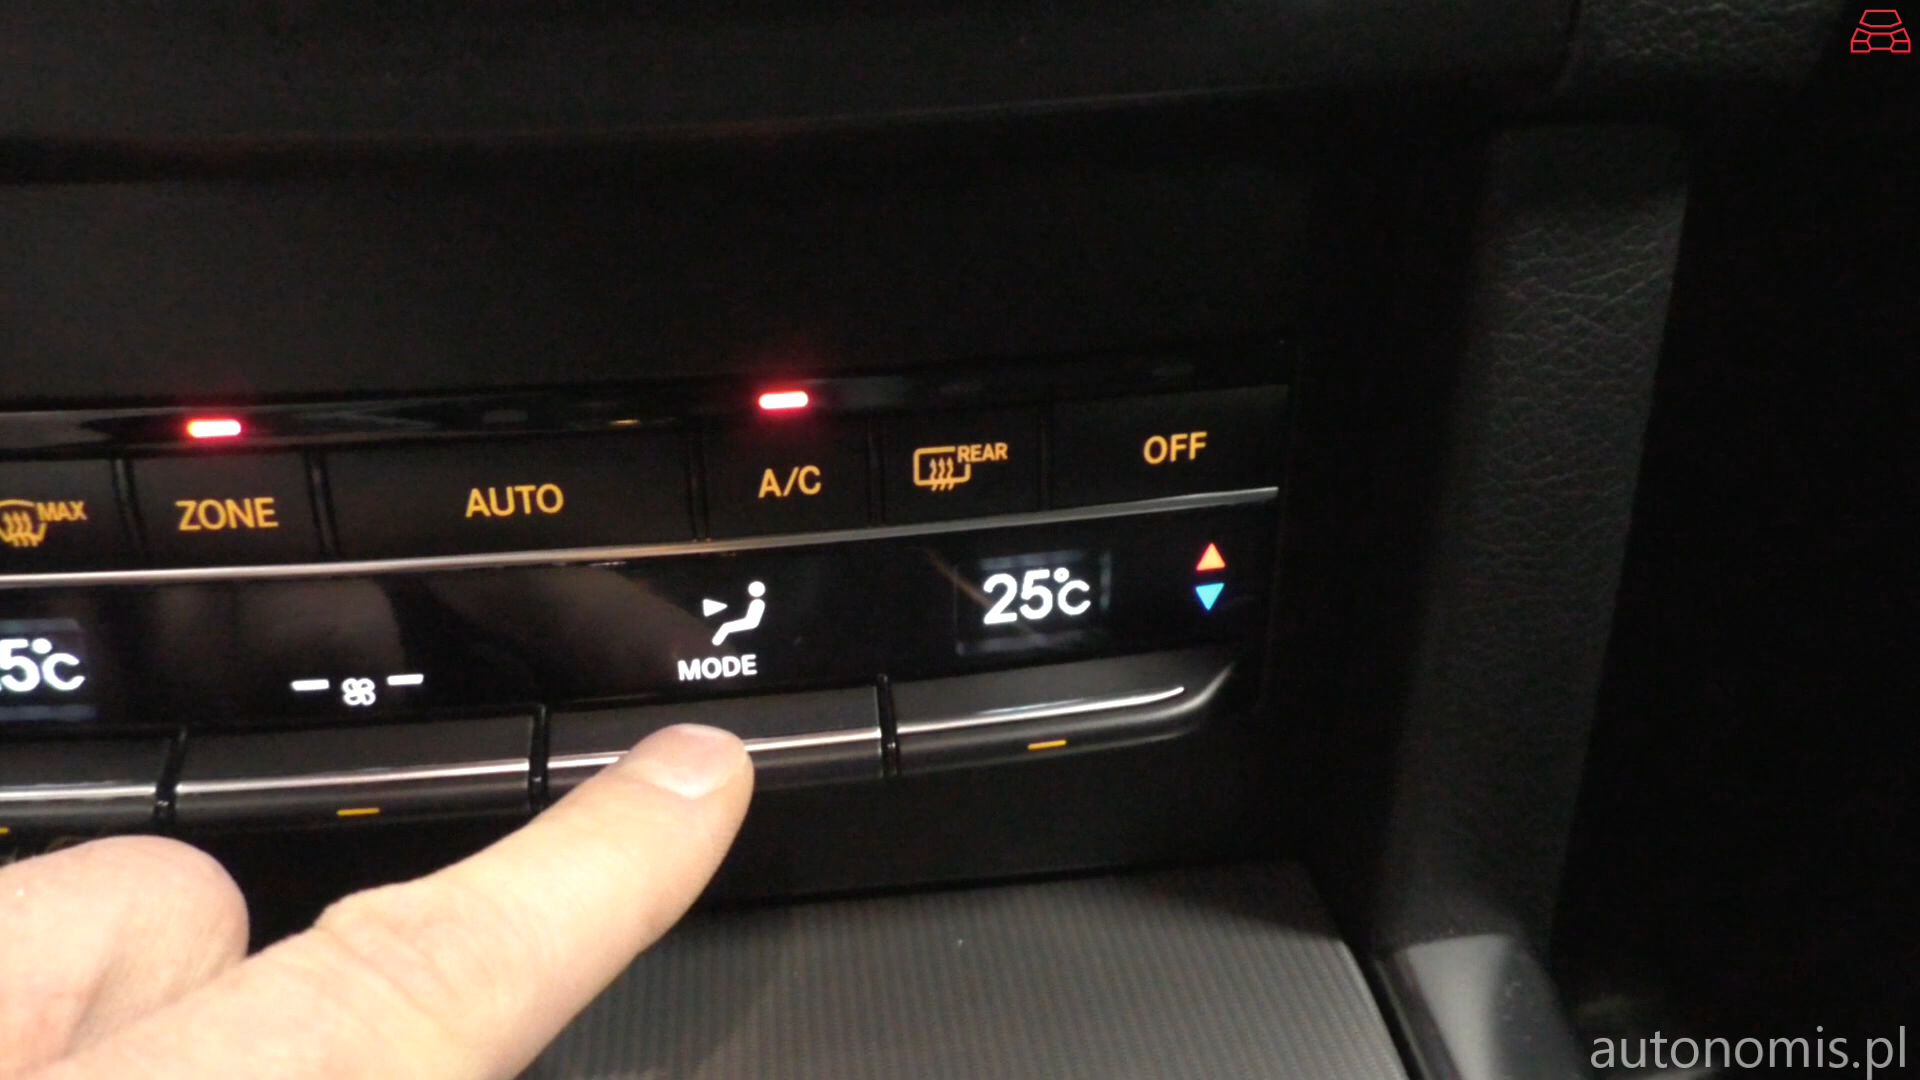 MAX
ZONE
AUTO
A/C
REAR
OFF
5°C
MODE
25°C
autonomis.pl